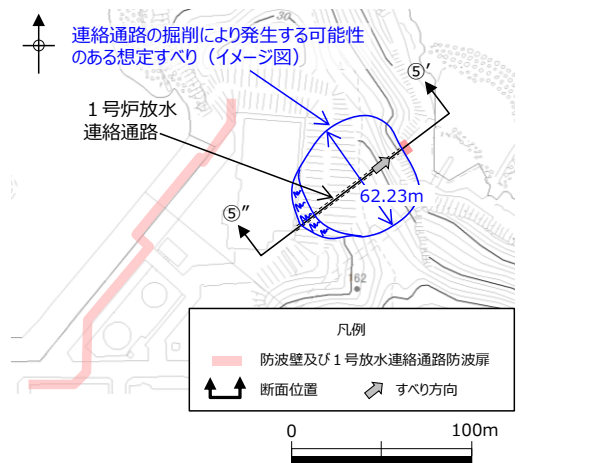 30
連絡通路の掘削により発生する可能性
のある想定すべり（イメージ図）
⑤’
１号炉放水
連絡通路
62.23m
⑤”
162
凡例
防波壁及び１号放水連絡通路防波扉
断面位置
すべり方向
0
100m